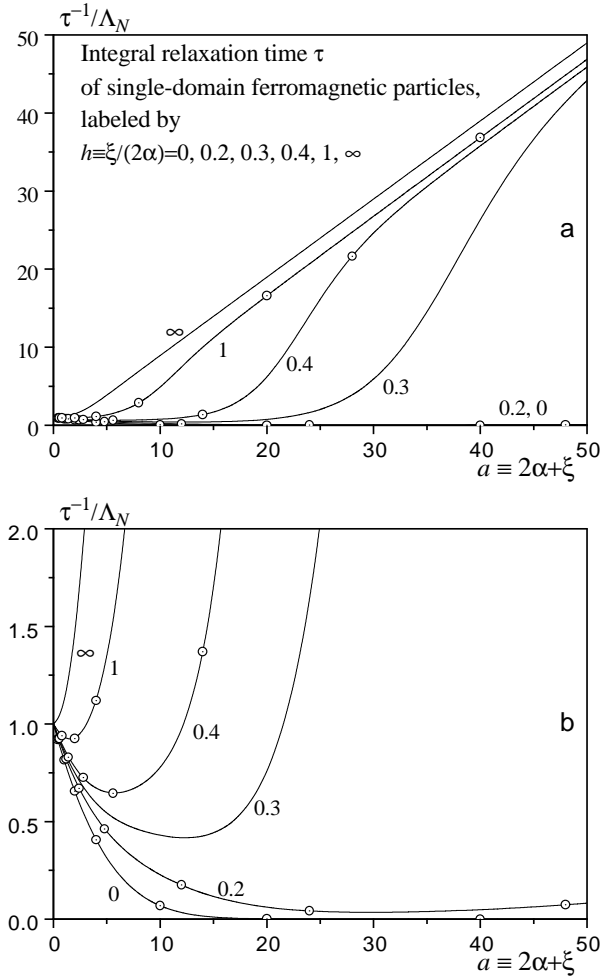 τ⁻¹/Λ_N
50
Integral relaxation time τ
of single-domain ferromagnetic particles,
labeled by
h≡ξ/(2α)=0, 0.2, 0.3, 0.4, 1, ∞
40
30
a
20
∞
1
0.4
0.3
10
0.2, 0
0
0 10 20 30 40 50
a ≡ 2α+ξ
τ⁻¹/Λ_N
2.0
1.5
∞
1
b
1.0
0.4
0.3
0.5
0
0.2
0.0
0 10 20 30 40 50
a ≡ 2α+ξ